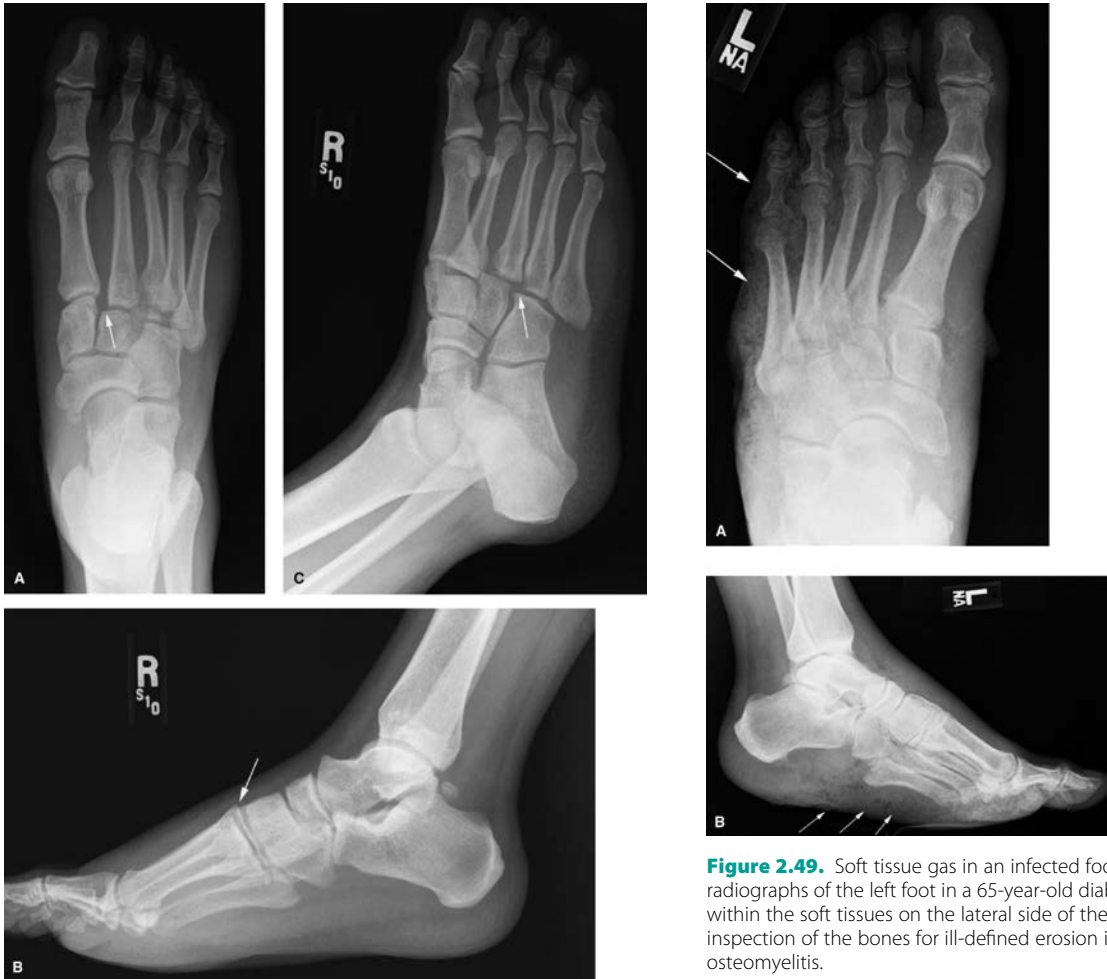 R
S10
A
C
R
S10
B
L
NA
A
L
NA
B
Figure 2.49. Soft tissue gas in an infected foo
radiographs of the left foot in a 65-year-old diab
within the soft tissues on the lateral side of the
inspection of the bones for ill-defined erosion i
osteomyelitis.